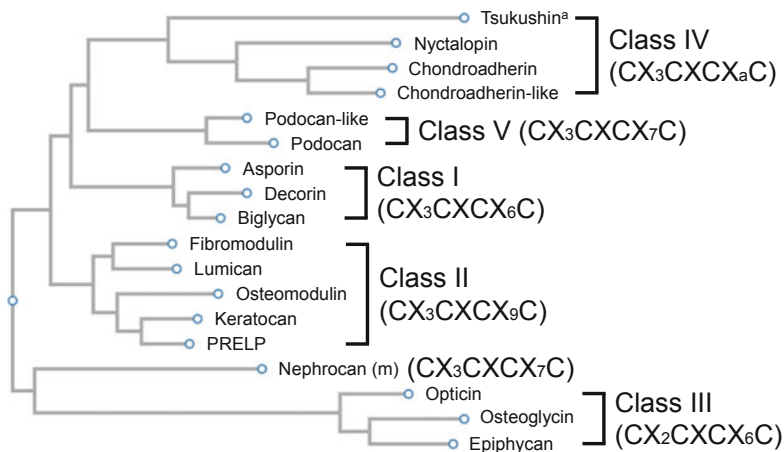 Tsukushinᵃ
Nyctalopin
Chondroadherin
Chondroadherin-like
Class IV
(CX₃CXCXₐC)
Podocan-like
Podocan
Class V (CX₃CXCX₇C)
Asporin
Decorin
Biglycan
Class I
(CX₃CXCX₆C)
Fibromodulin
Lumican
Osteomodulin
Keratocan
PRELP
Class II
(CX₃CXCX₉C)
Nephrocan (m) (CX₃CXCX₇C)
Opticin
Osteoglycin
Epiphycan
Class III
(CX₂CXCX₆C)